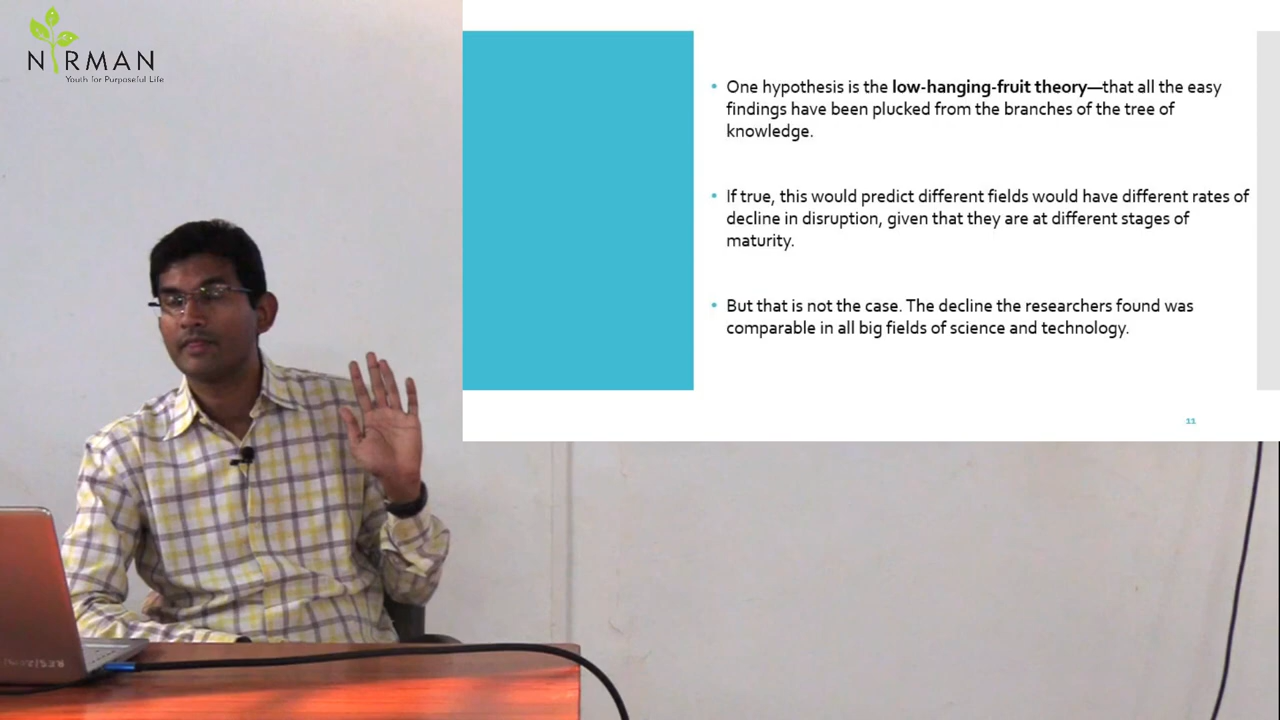 NIRMAN
Youth for Purposeful Life
• One hypothesis is the low-hanging-fruit theory—that all the easy
findings have been plucked from the branches of the tree of
knowledge.
• If true, this would predict different fields would have different rates of
decline in disruption, given that they are at different stages of
maturity.
• But that is not the case. The decline the researchers found was
comparable in all big fields of science and technology.
11